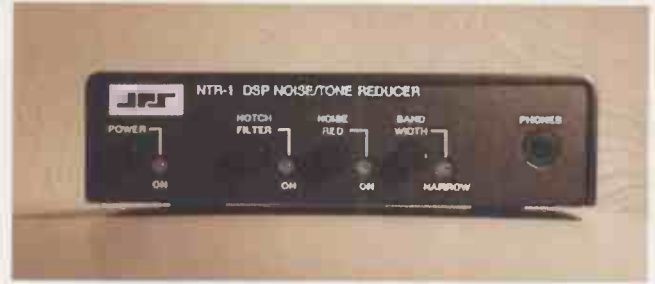 JPS
NTR-1 DSP NOISE/TONE REDUCER
POWER
ON
NOTCH
FILTER
ON
NOISE
RED
ON
BAND
WIDTH
NARROW
PHONES